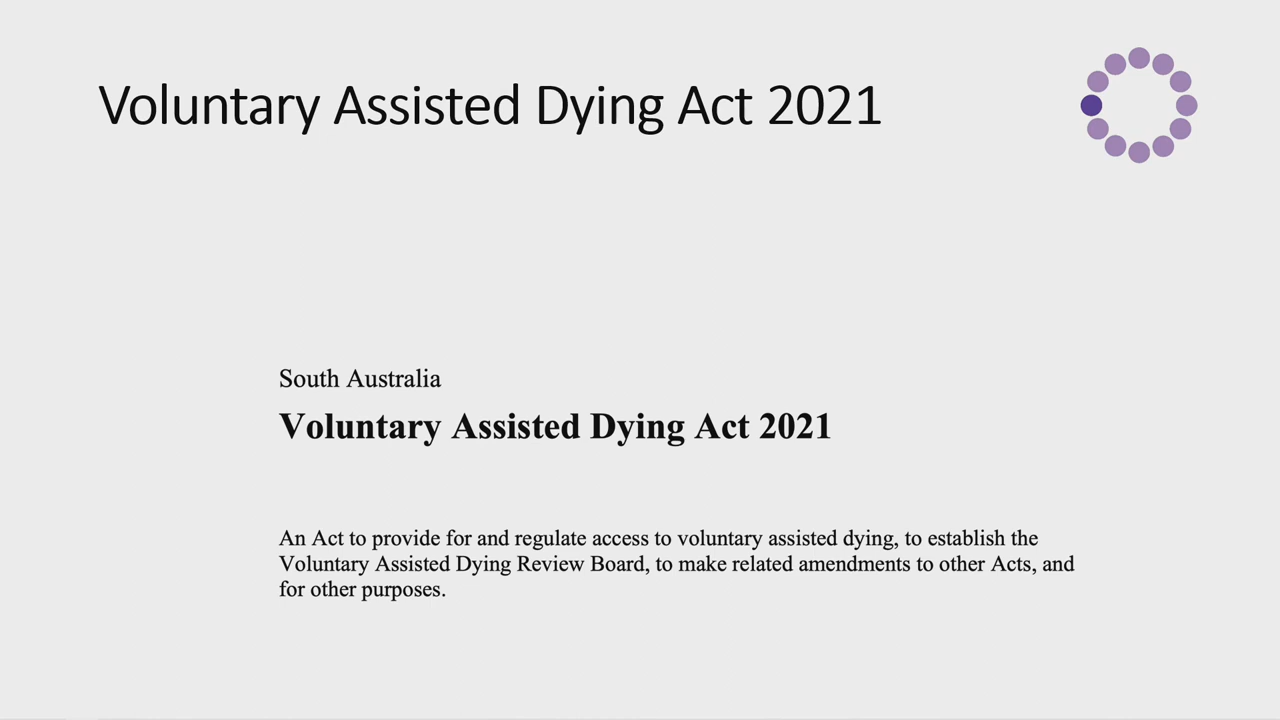 Voluntary Assisted Dying Act 2021
South Australia
Voluntary Assisted Dying Act 2021
An Act to provide for and regulate access to voluntary assisted dying, to establish the
Voluntary Assisted Dying Review Board, to make related amendments to other Acts, and
for other purposes.